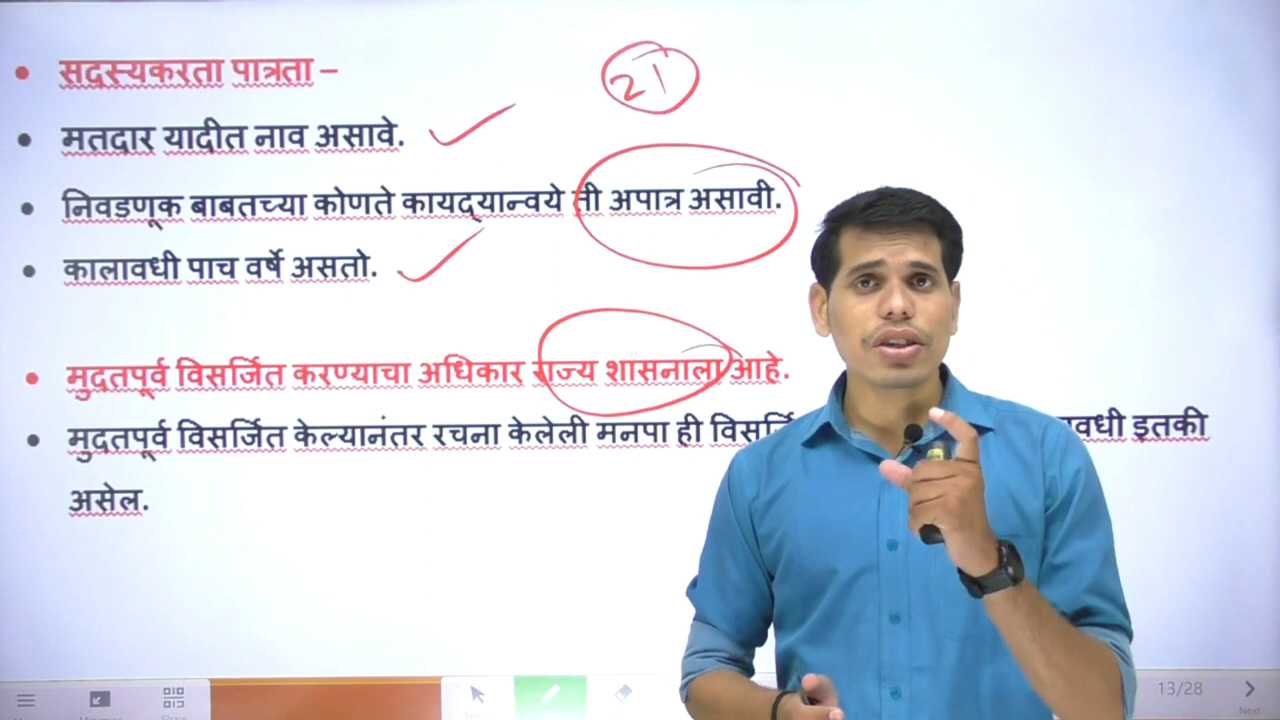 सदस्यकरता पात्रता –
21
मतदार यादीत नाव असावे.
निवडणूक बाबतच्या कोणते कायद्यान्वये ती अपात्र असावी.
कालावधी पाच वर्षे असतो.
मुदतपूर्व विसर्जित करण्याचा अधिकार राज्य शासनाला आहे.
मुदतपूर्व विसर्जित केल्यानंतर रचना केलेली मनपा ही इतकी
असेल.
13/28
Share
Next